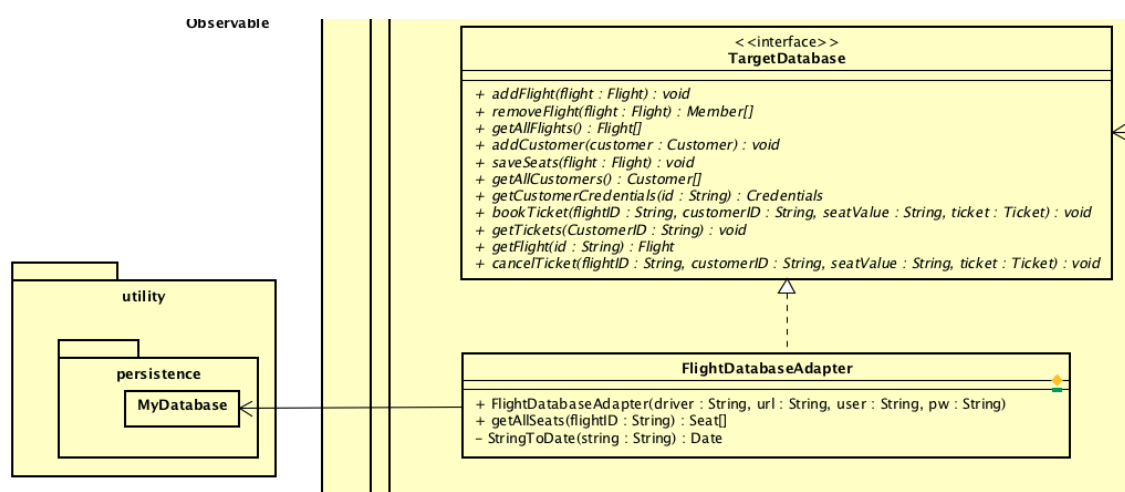 Observable
<<interface>>
TargetDatabase
+ addFlight(flight : Flight) : void
+ removeFlight(flight : Flight) : Member[]
+ getAllFlights() : Flight[]
+ addCustomer(customer : Customer) : void
+ saveSeats(flight : Flight) : void
+ getAllCustomers() : Customer[]
+ getCustomerCredentials(id : String) : Credentials
+ bookTicket(flightID : String, customerID : String, seatValue : String, ticket : Ticket) : void
+ getTickets(CustomerID : String) : void
+ getFlight(id : String) : Flight
+ cancelTicket(flightID : String, customerID : String, seatValue : String, ticket : Ticket) : void
utility
persistence
MyDatabase
FlightDatabaseAdapter
+ FlightDatabaseAdapter(driver : String, url : String, user : String, pw : String)
+ getAllSeats(flightID : String) : Seat[]
- StringToDate(string : String) : Date